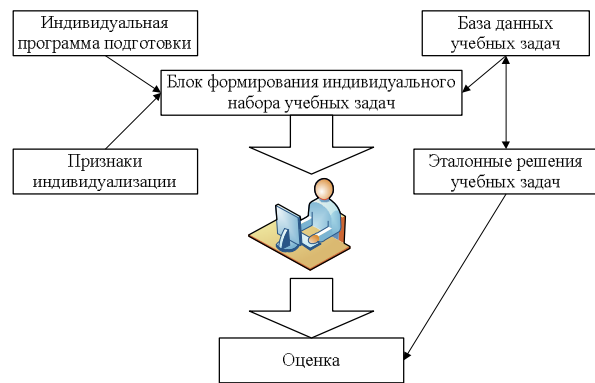 Индивидуальная
программа подготовки
База данных
учебных задач
Блок формирования индивидуального
набора учебных задач
Признаки
индивидуализации
Эталонные решения
учебных задач
Оценка